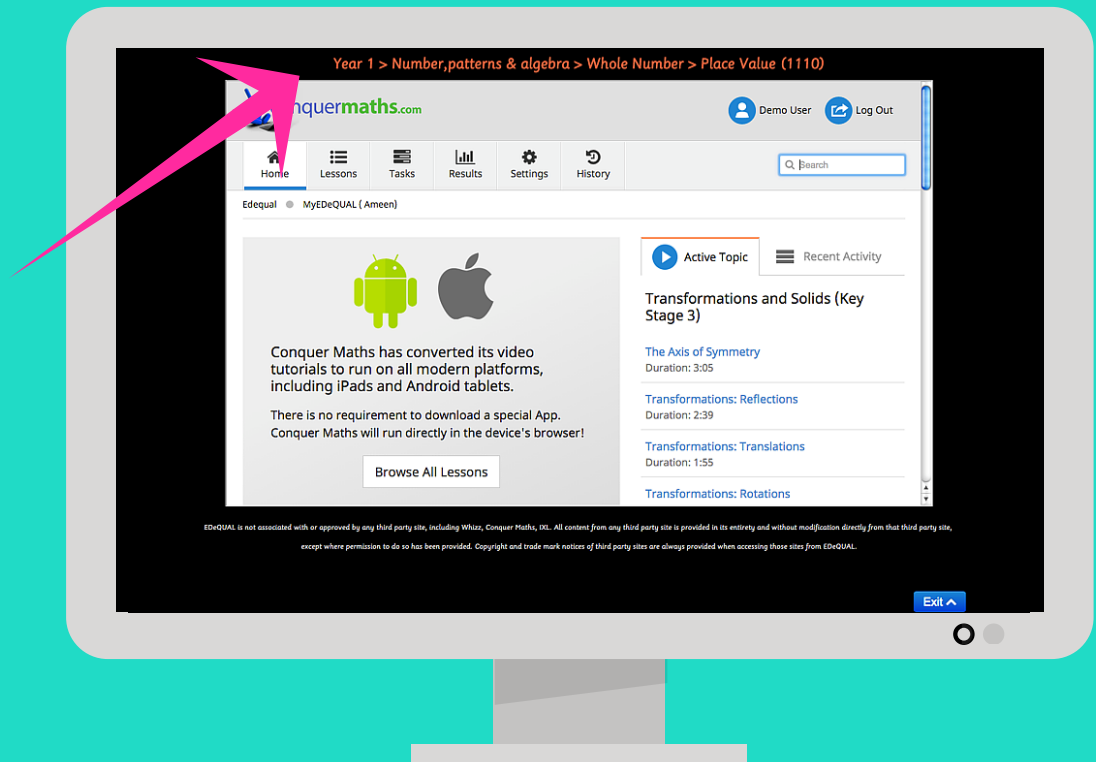 Year 1 > Number,patterns & algebra > Whole Number > Place Value (1110)
nquermaths.com
Demo User
Log Out
Home
Lessons
Tasks
Results
Settings
History
Search
Edequal
MyEDeQUAL ( Ameen)
Conquer Maths has converted its video
tutorials to run on all modern platforms,
including iPads and Android tablets.
There is no requirement to download a special App.
Conquer Maths will run directly in the device's browser!
Browse All Lessons
Active Topic
Recent Activity
Transformations and Solids (Key
Stage 3)
The Axis of Symmetry
Duration: 3:05
Transformations: Reflections
Duration: 2:39
Transformations: Translations
Duration: 1:55
Transformations: Rotations
EDeQUAL is not associated with or approved by any third party site, including Whizz, Conquer Maths, IXL. All content from any third party site is provided in its entirety and without modification directly from that third party site,
except where permission to do so has been provided. Copyright and trade mark notices of third party sites are always provided when accessing those sites from EDeQUAL.
Exit